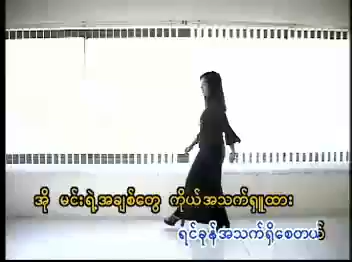 အို မင်းရဲ့အချစ်တွေ ကိုယ်အသက်ရှူထား
ရင်ခုန်အသက်ရှိစေတယ်